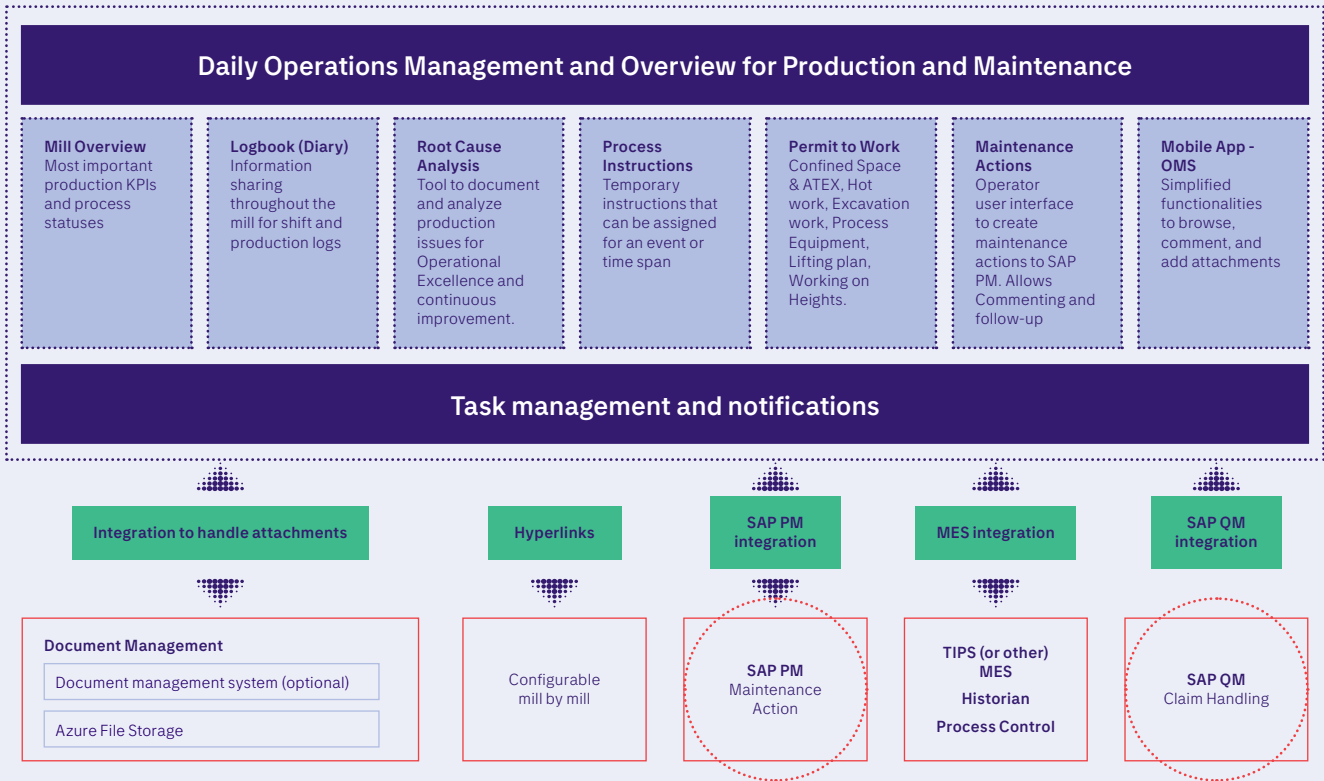 Daily Operations Management and Overview for Production and Maintenance
Mill Overview
Most important
production KPIs
and process
statuses
Logbook (Diary)
Information
sharing
throughout the
mill for shift and
production logs
Root Cause
Analysis
Tool to document
and analyze
production
issues for
Operational
Excellence and
continuous
improvement.
Process
Instructions
Temporary
instructions that
can be assigned
for an event or
time span
Permit to Work
Confined Space
& ATEX, Hot
work, Excavation
work, Process
Equipment,
Lifting plan,
Working on
Heights.
Maintenance
Actions
Operator
user interface
to create
maintenance
actions to SAP
PM. Allows
Commenting and
follow-up
Mobile App -
OMS
Simplified
functionalities
to browse,
comment, and
add attachments
Task management and notifications
Integration to handle attachments
Hyperlinks
SAP PM
integration
MES integration
SAP QM
integration
Document Management
Document management system (optional)
Azure File Storage
Configurable
mill by mill
SAP PM
Maintenance
Action
TIPS (or other)
MES
Historian
Process Control
SAP QM
Claim Handling